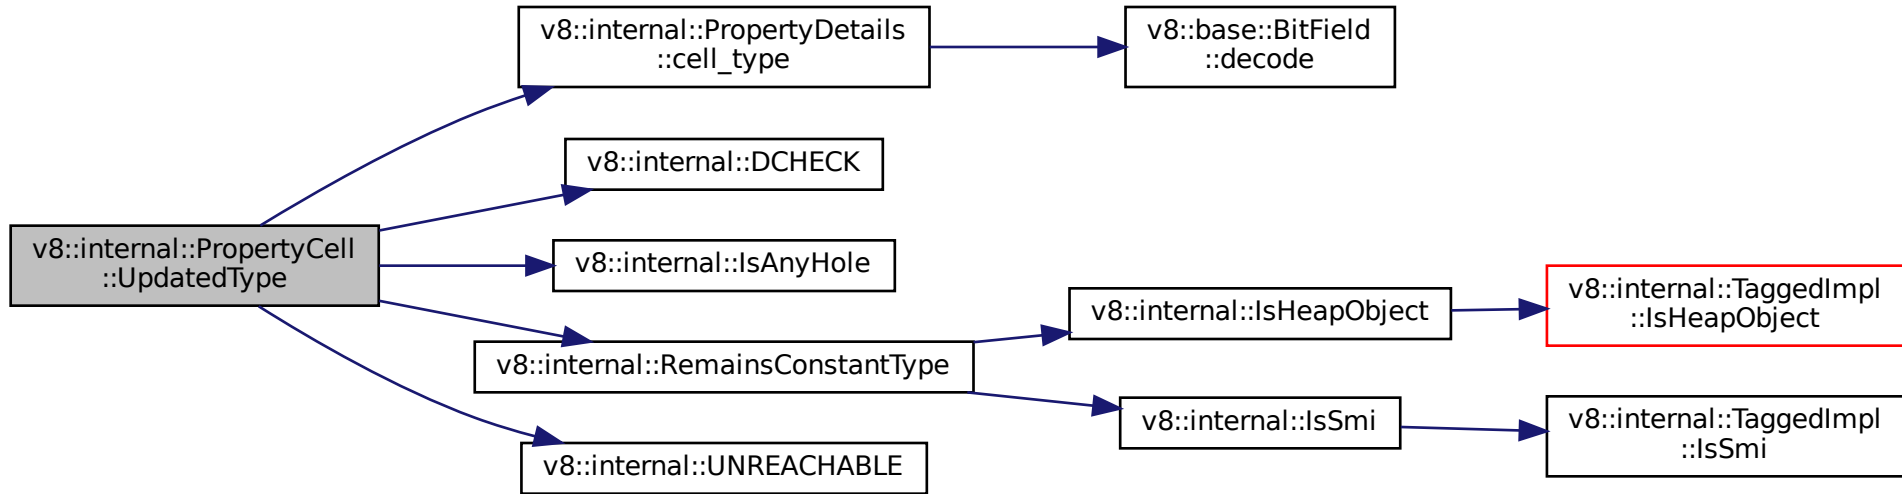 v8::internal::PropertyCell
::UpdatedType
v8::internal::PropertyDetails
::cell_type
v8::base::BitField
::decode
v8::internal::DCHECK
v8::internal::IsAnyHole
v8::internal::RemainsConstantType
v8::internal::IsHeapObject
v8::internal::TaggedImpl
::IsHeapObject
v8::internal::IsSmi
v8::internal::TaggedImpl
::IsSmi
v8::internal::UNREACHABLE